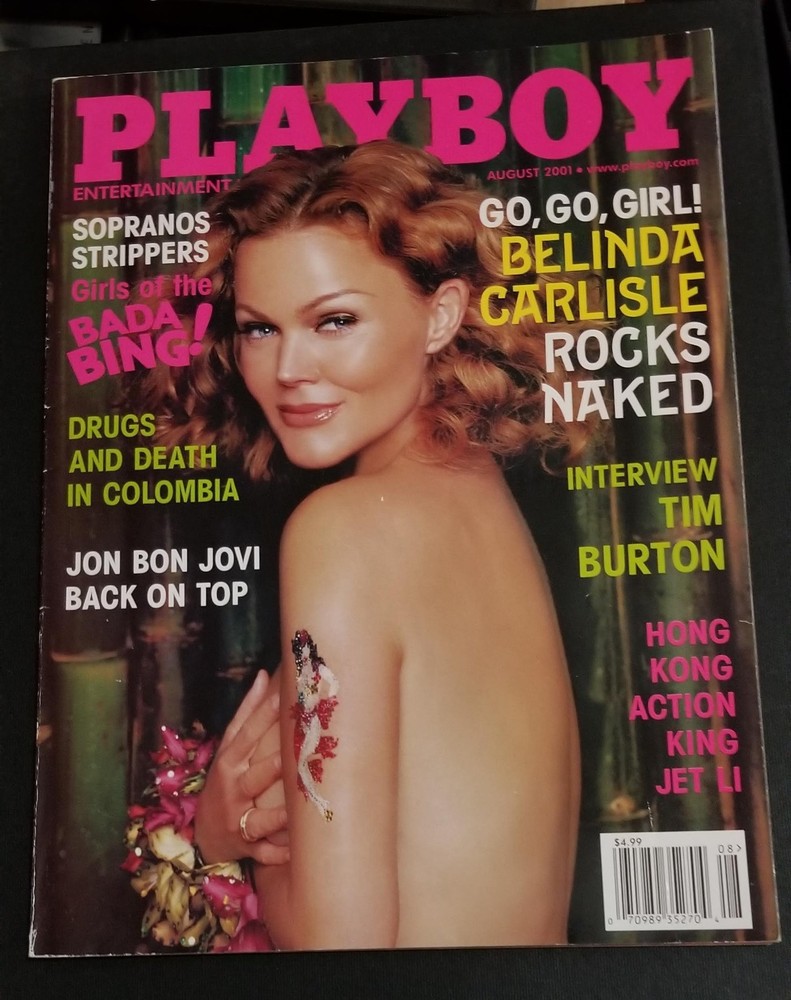 PLAYBOY
ENTERTAINMENT
AUGUST 2001 • www.playboy.com
SOPRANOS
STRIPPERS
Girls of the
BADA
BING!
DRUGS
AND DEATH
IN COLOMBIA
JON BON JOVI
BACK ON TOP
GO, GO, GIRL!
BELINDA
CARLISLE
ROCKS
NAKED
INTERVIEW
TIM
BURTON
HONG
KONG
ACTION
KING
JET LI
$4.99
08>
0 70989 35270 4